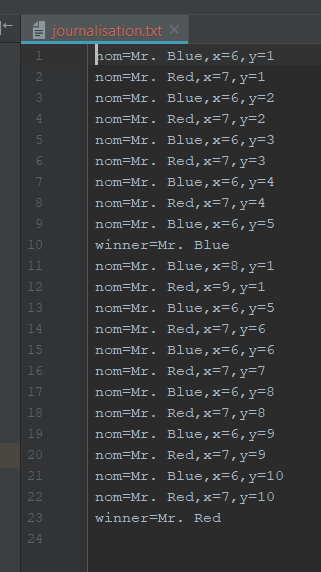 journalisation.txt
1 nom=Mr. Blue,x=6,y=1
2 nom=Mr. Red,x=7,y=1
3 nom=Mr. Blue,x=6,y=2
4 nom=Mr. Red,x=7,y=2
5 nom=Mr. Blue,x=6,y=3
6 nom=Mr. Red,x=7,y=3
7 nom=Mr. Blue,x=6,y=4
8 nom=Mr. Red,x=7,y=4
9 nom=Mr. Blue,x=6,y=5
10 winner=Mr. Blue
11 nom=Mr. Blue,x=8,y=1
12 nom=Mr. Red,x=9,y=1
13 nom=Mr. Blue,x=6,y=5
14 nom=Mr. Red,x=7,y=6
15 nom=Mr. Blue,x=6,y=6
16 nom=Mr. Red,x=7,y=7
17 nom=Mr. Blue,x=6,y=8
18 nom=Mr. Red,x=7,y=8
19 nom=Mr. Blue,x=6,y=9
20 nom=Mr. Red,x=7,y=9
21 nom=Mr. Blue,x=6,y=10
22 nom=Mr. Red,x=7,y=10
23 winner=Mr. Red
24